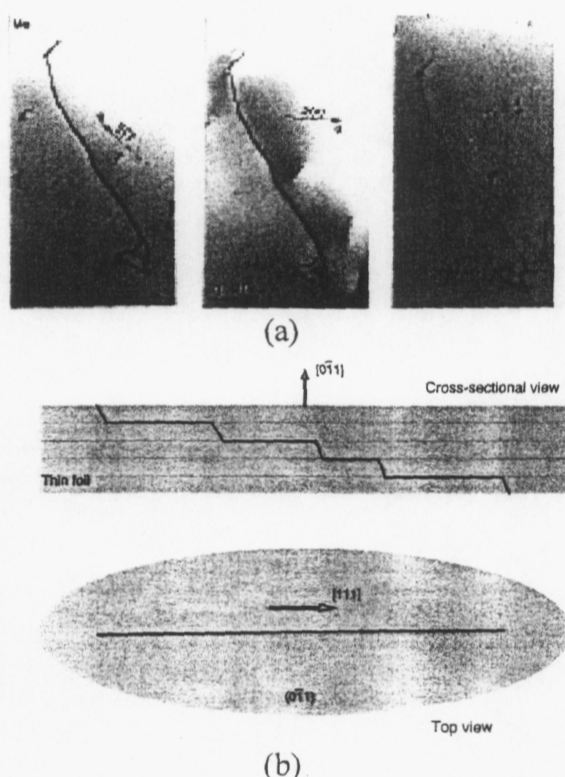 (a)
[01̄1]
Cross-sectional view
Thin foil
[111]
(01̄1)
Top view
(b)